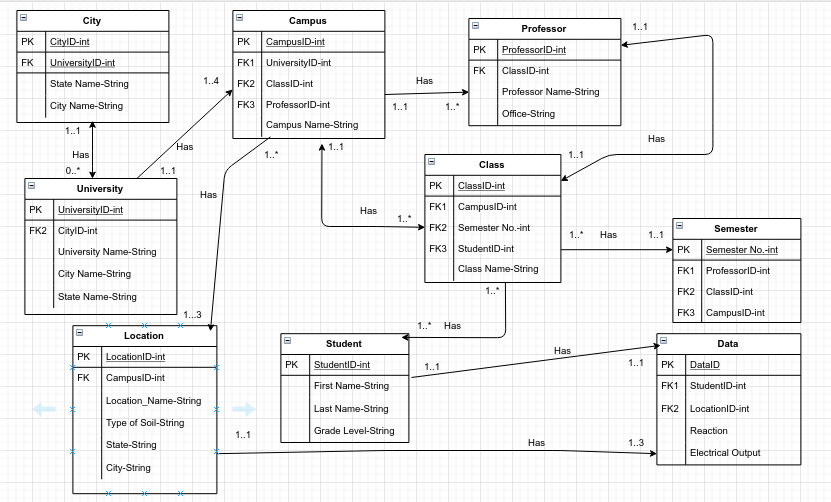 City
PK CityID-int
FK UniversityID-int
State Name-String
City Name-String
1..1
Has
0..*
University
PK UniversityID-int
FK2 CityID-int
University Name-String
City Name-String
State Name-String
1..4
Has
1..1
Campus
PK CampusID-int
FK1 UniversityID-int
FK2 ClassID-int
FK3 ProfessorID-int
Campus Name-String
Has
1..1
1..*
Professor
PK ProfessorID-int
FK ClassID-int
Professor Name-String
Office-String
1..1
Has
1..1
1..*
Has
1...3
1..1
Has
1..*
Class
PK ClassID-int
FK1 CampusID-int
FK2 Semester No.-int
FK3 StudentID-int
Class Name-String
1..*
Has
1..1
Semester
PK Semester No.-int
FK1 ProfessorID-int
FK2 ClassID-int
FK3 CampusID-int
1..*
1..*
Has
Location
PK LocationID-int
FK CampusID-int
Location_Name-String
Type of Soil-String
State-String
City-String
Student
PK StudentID-int
First Name-String
Last Name-String
Grade Level-String
1..1
Has
1..1
Data
PK DataID
FK1 StudentID-int
FK2 LocationID-int
Reaction
Electrical Output
1..1
Has
1..3